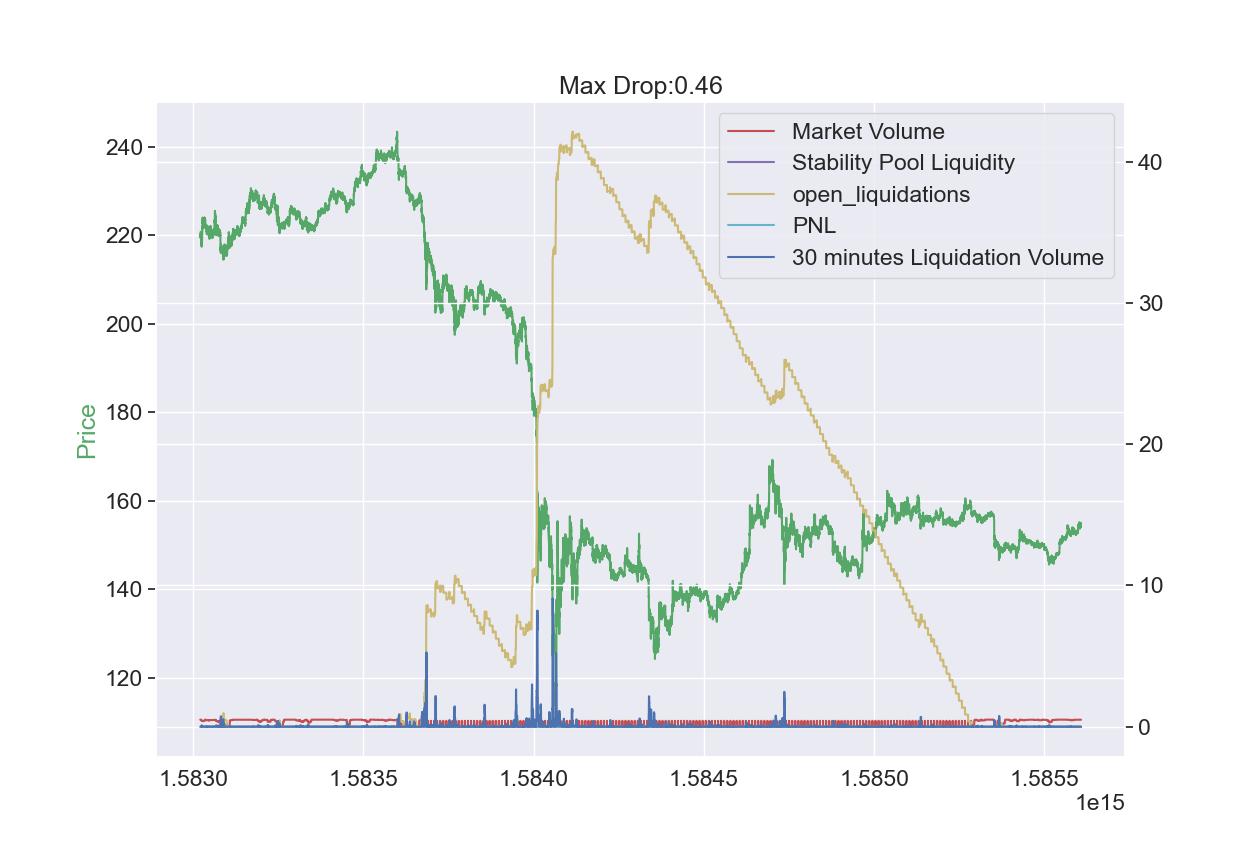 Max Drop:0.46
Market Volume
Stability Pool Liquidity
open_liquidations
PNL
30 minutes Liquidation Volume
Price
240
220
200
180
160
140
120
40
30
20
10
0
1.5830 1.5835 1.5840 1.5845 1.5850 1.5855
1e15